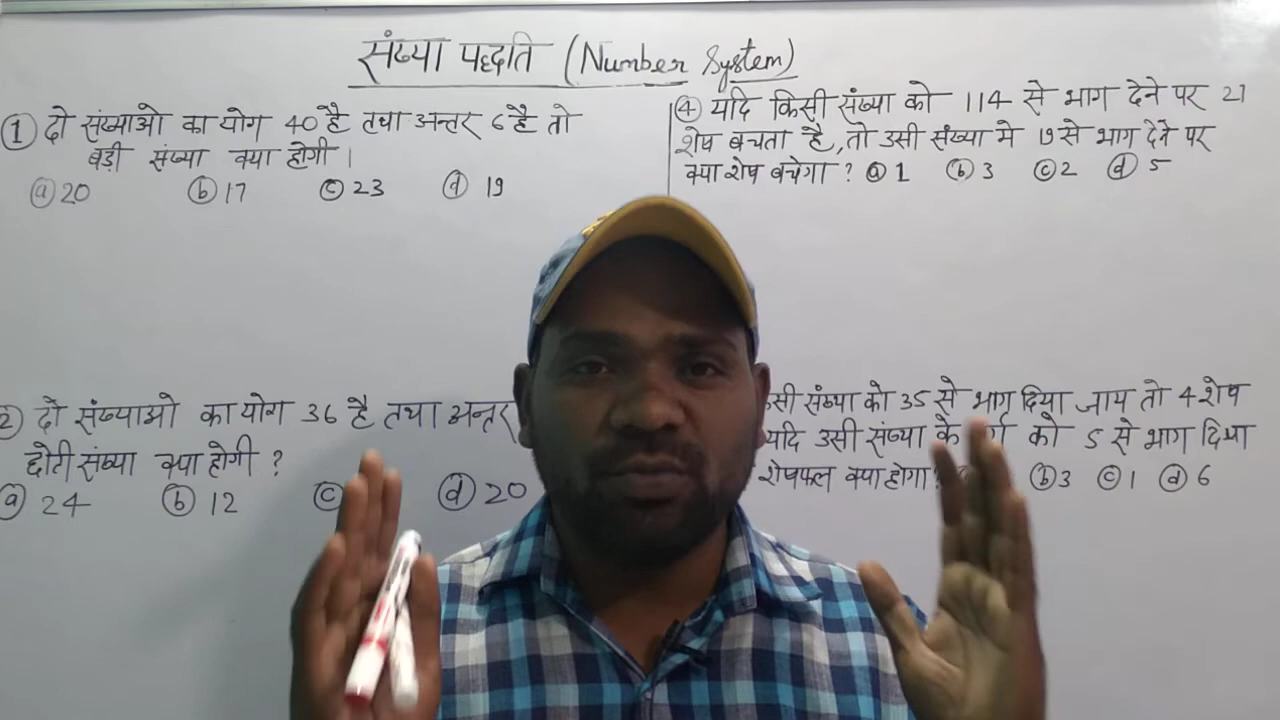 संख्या पद्धति (Number System)
① दो संख्याओ का योग 40 है तथा अन्तर 6 है तो
बड़ी संख्या क्या होगी ।
ⓐ 20 ⓑ 17 ⓒ 23 ⓓ 19
2 दो संख्याओ का योग 36 है तथा अन्तर
छोटी संख्या क्या होगी ?
ⓐ 24 ⓑ 12 ⓒ ⓓ 20
④ यदि किसी संख्या को 114 से भाग देने पर 21
शेष बचता है, तो उसी संख्या मे 19 से भाग देने पर
क्या शेष बचेगा ? ⓐ 1 ⓑ 3 ⓒ 2 ⓓ 5
संख्या को 35 से भाग दिया जाय तो 4 शेष
यदि उसी संख्या के को 5 से भाग दिया
शेषफल क्या होगा ⓑ 3 ⓒ 1 ⓓ 6